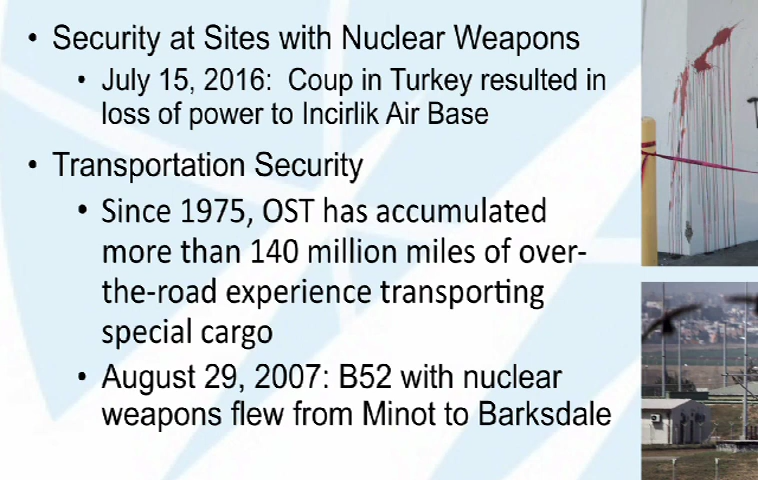 • Security at Sites with Nuclear Weapons
• July 15, 2016: Coup in Turkey resulted in
loss of power to Incirlik Air Base
• Transportation Security
• Since 1975, OST has accumulated
more than 140 million miles of over-
the-road experience transporting
special cargo
• August 29, 2007: B52 with nuclear
weapons flew from Minot to Barksdale